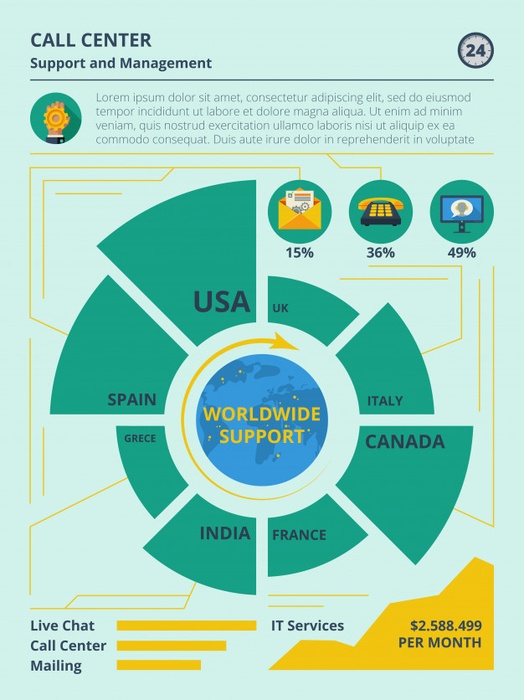 CALL CENTER
Support and Management
24
Lorem ipsum dolor sit amet, consectetur adipiscing elit, sed do eiusmod
tempor incididunt ut labore et dolore magna aliqua. Ut enim ad minim
veniam, quis nostrud exercitation ullamco laboris nisi ut aliquip ex ea
commodo consequat. Duis aute irure dolor in reprehenderit in voluptate
15%
36%
49%
USA
UK
SPAIN
ITALY
WORLDWIDE
SUPPORT
GRECE
CANADA
INDIA
FRANCE
Live Chat
Call Center
Mailing
IT Services
$2.588.499
PER MONTH